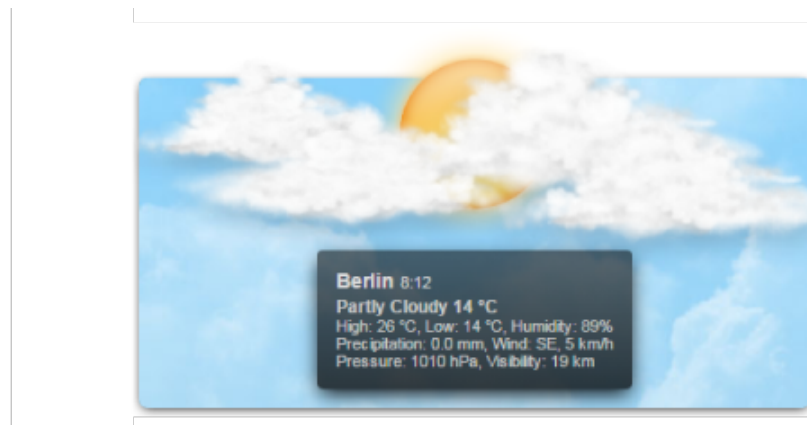 Berlin 8:12
Partly Cloudy 14 °C
High: 26 °C, Low: 14 °C, Humidity: 89%
Precipitation: 0.0 mm, Wind: SE, 5 km/h
Pressure: 1010 hPa, Visibility: 19 km